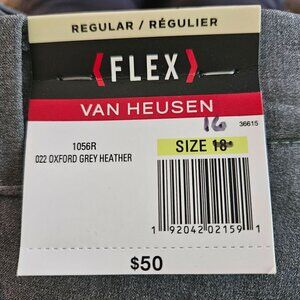 REGULAR / RÉGULIER
FLEX
VAN HEUSEN
16
36615
1056R
SIZE 18
022 OXFORD GREY HEATHER
1 92042 02159 1
$50